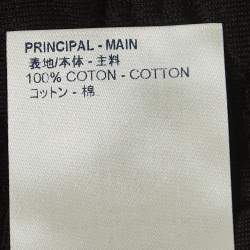 PRINCIPAL - MAIN
表地/本体 - 主料
100% COTON - COTTON
コットン - 棉